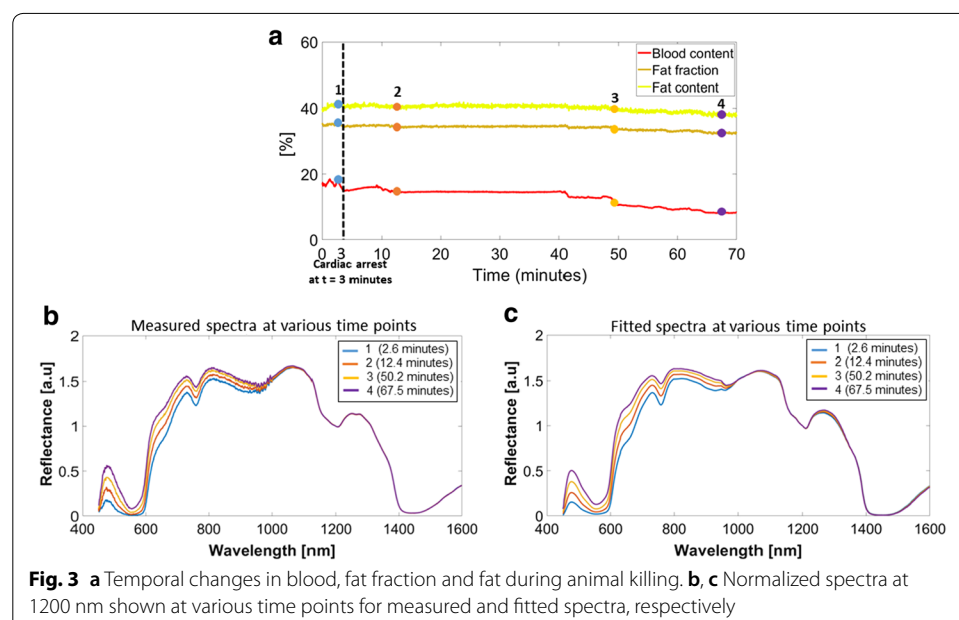 a
60
40
20
0
[%]
Blood content
Fat fraction
Fat content
1
2
3
4
0 3 10 20 30 40 50 60 70
Cardiac arrest
at t = 3 minutes
Time (minutes)
b
Measured spectra at various time points
2
1.5
1
0.5
0
Reflectance [a.u]
1 (2.6 minutes)
2 (12.4 minutes)
3 (50.2 minutes)
4 (67.5 minutes)
400 600 800 1000 1200 1400 1600
Wavelength [nm]
c
Fitted spectra at various time points
2
1.5
1
0.5
0
Reflectance [a.u]
1 (2.6 minutes)
2 (12.4 minutes)
3 (50.2 minutes)
4 (67.5 minutes)
400 600 800 1000 1200 1400 1600
Wavelength [nm]
Fig. 3 a Temporal changes in blood, fat fraction and fat during animal killing. b, c Normalized spectra at
1200 nm shown at various time points for measured and fitted spectra, respectively